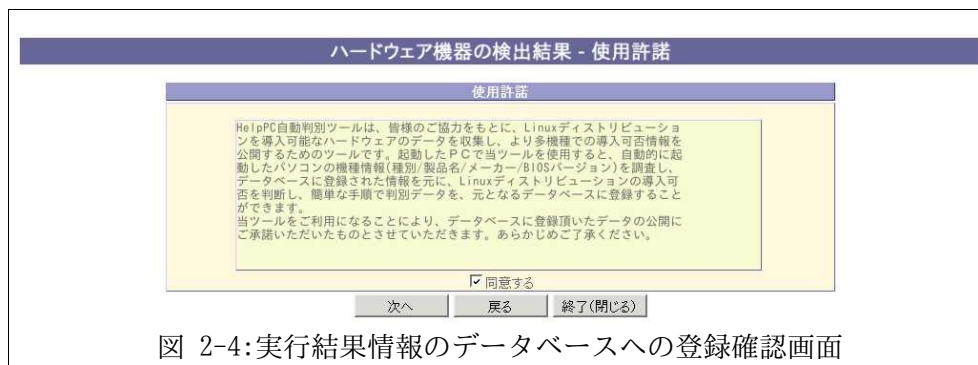 ハードウェア機器の検出結果 - 使用許諾
使用許諾
HelpPC自動判別ツールは、皆様のご協力をもとに、Linuxディストリビューショ
ンを導入可能なハードウェアのデータを収集し、より多機種での導入可否情報を
公開するためのツールです。起動したＰＣで当ツールを使用すると、自動的に起
動したパソコンの機種情報(種別/製品名/メーカー/BIOSバージョン)を調査し、
データベースに登録された情報を元に、Linuxディストリビューションの導入可
否を判断し、簡単な手順で判別データを、元となるデータベースに登録すること
ができます。
当ツールをご利用になることにより、データベースに登録頂いたデータの公開に
ご承諾いただいたものとさせていただきます。あらかじめご了承ください。
同意する
次へ 戻る 終了(閉じる)
図 2-4:実行結果情報のデータベースへの登録確認画面